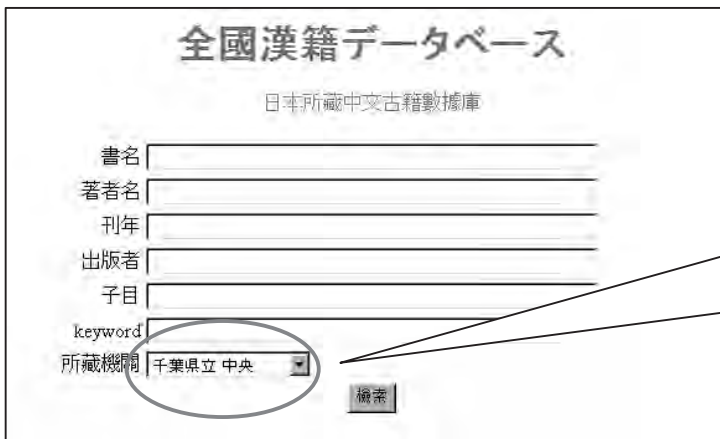 全國漢籍データベース
日本所藏中文古籍數據庫
書名
著者名
刊年
出版者
子目
keyword
所藏機關 千葉県立 中央
檢索